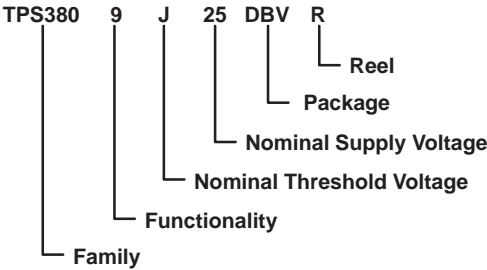 TPS380 9 J 25 DBV R
Reel
Package
Nominal Supply Voltage
Nominal Threshold Voltage
Functionality
Family